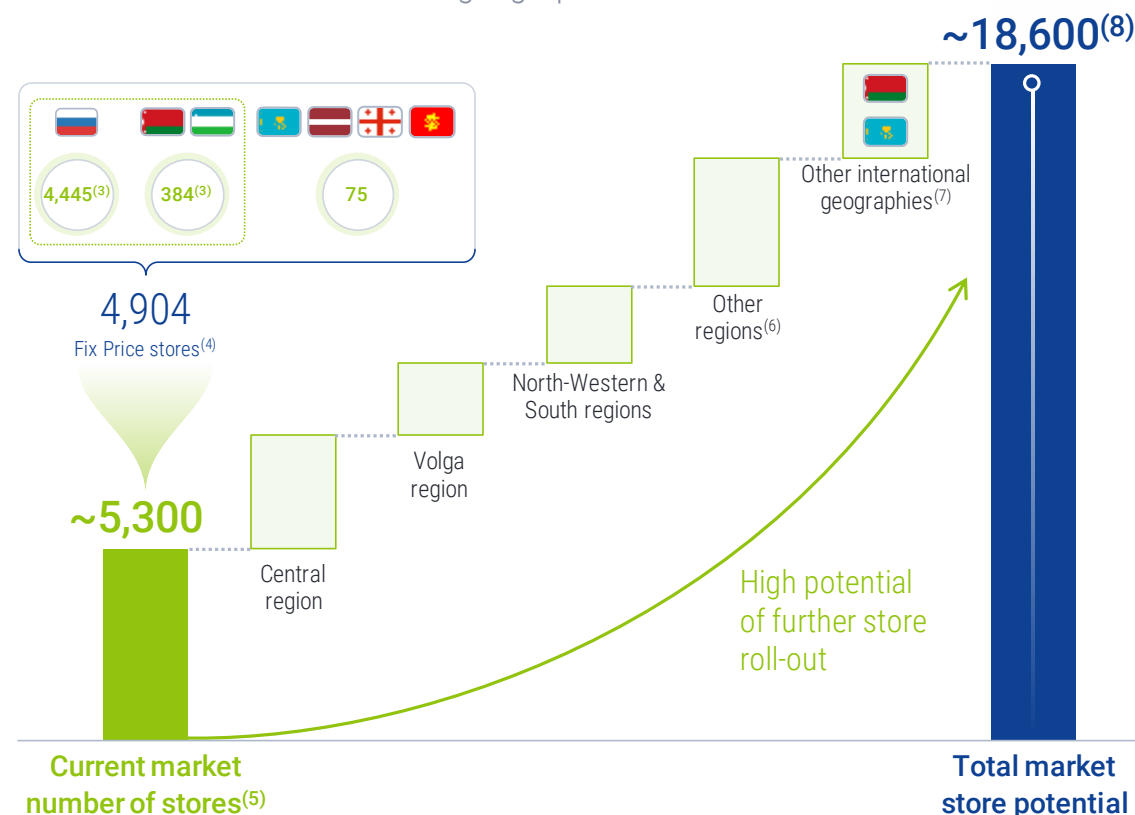 ~18,600(8)
4,445(3)
384(3)
75
4,904
Fix Price stores(4)
~5,300
Central
region
Volga
region
North-Western &
South regions
Other
regions(6)
Other international
geographies(7)
High potential
of further store
roll-out
Current market
number of stores(5)
Total market
store potential